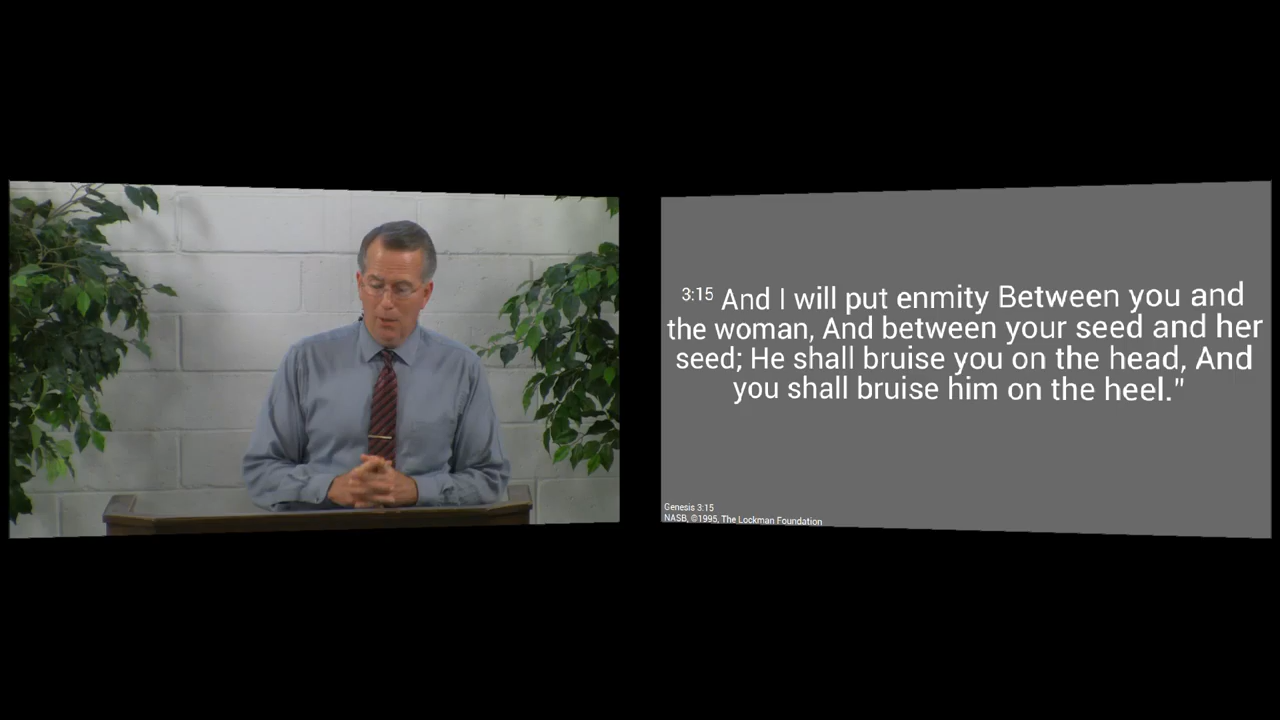 3:15 And I will put enmity Between you and
the woman, And between your seed and her
seed; He shall bruise you on the head, And
you shall bruise him on the heel."
Genesis 3:15
NASB, ©1995, The Lockman Foundation